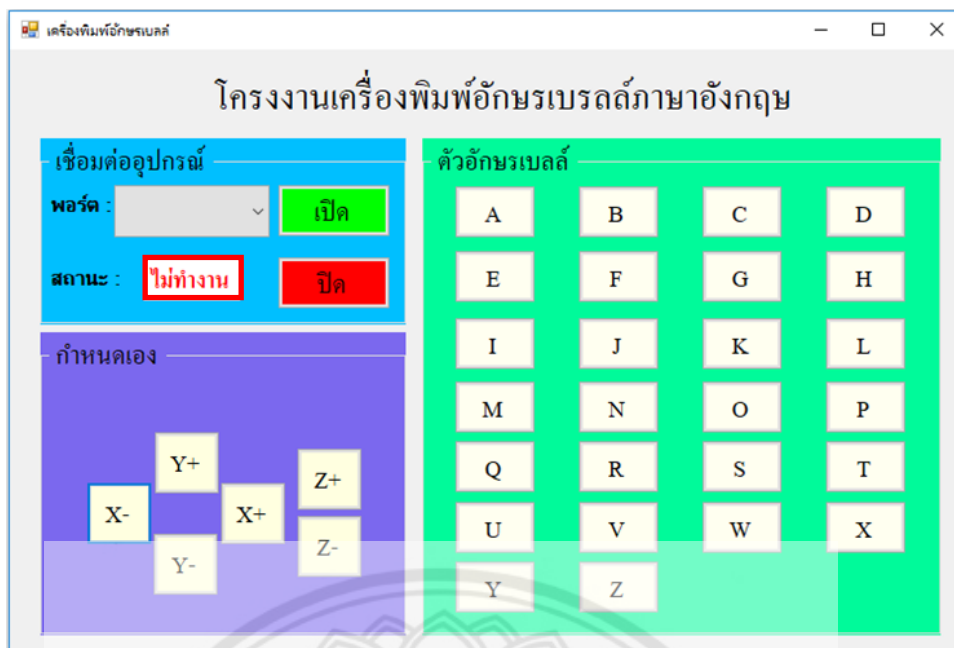 เครื่องพิมพ์อักษรเบลล์
โครงงานเครื่องพิมพ์อักษรเบรลล์ภาษาอังกฤษ
เชื่อมต่ออุปกรณ์
พอร์ต :
เปิด
สถานะ :
ไม่ทำงาน
ปิด
กำหนดเอง
Y+
Z+
X-
X+
Y-
Z-
ตัวอักษรเบลล์
A B C D
E F G H
I J K L
M N O P
Q R S T
U V W X
Y Z